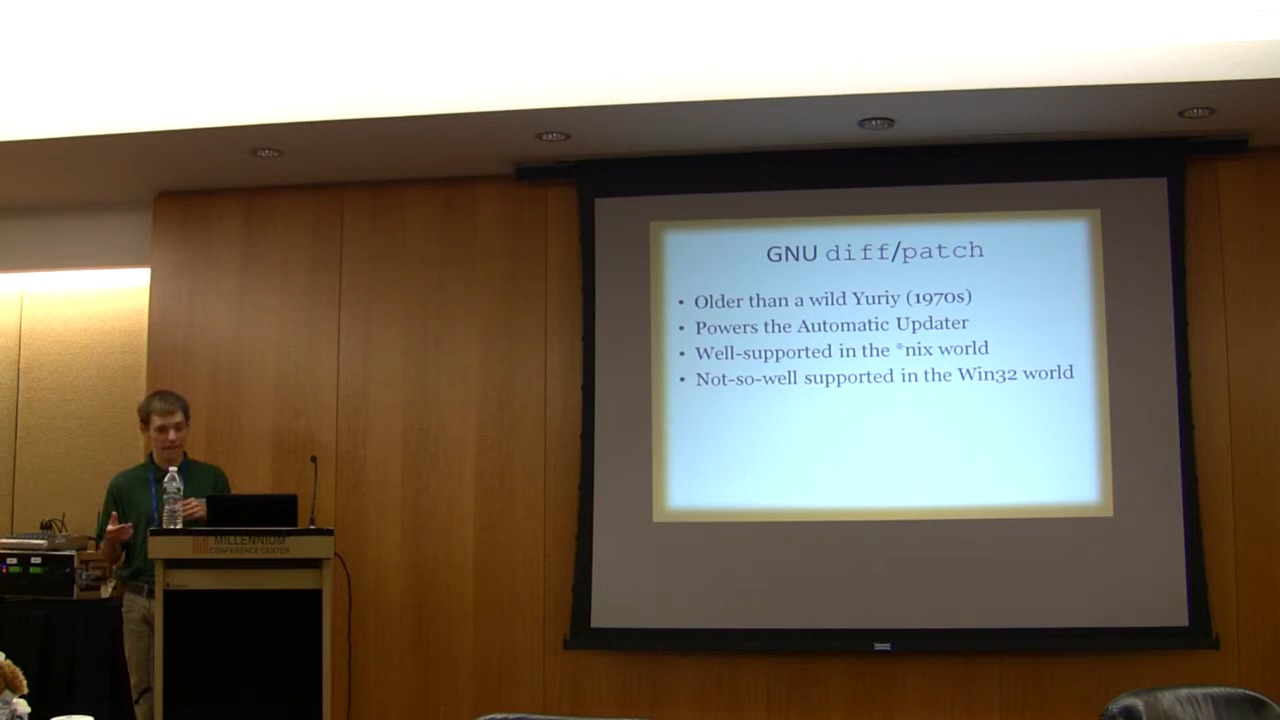 GNU diff/patch
• Older than a wild Yuriy (1970s)
• Powers the Automatic Updater
• Well-supported in the *nix world
• Not-so-well supported in the Win32 world
MILLENNIUM
CONFERENCE CENTER